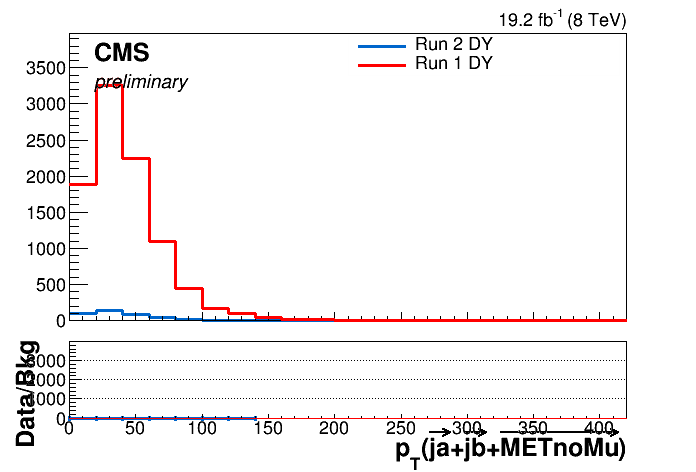 19.2 fb-1 (8 TeV)
CMS
preliminary
Run 2 DY
Run 1 DY
3500
3000
2500
2000
1500
1000
500
0
Data/Bkg
0
0 50 100 150 200 250 300 350 400
pT(ja+jb+METnoMu)